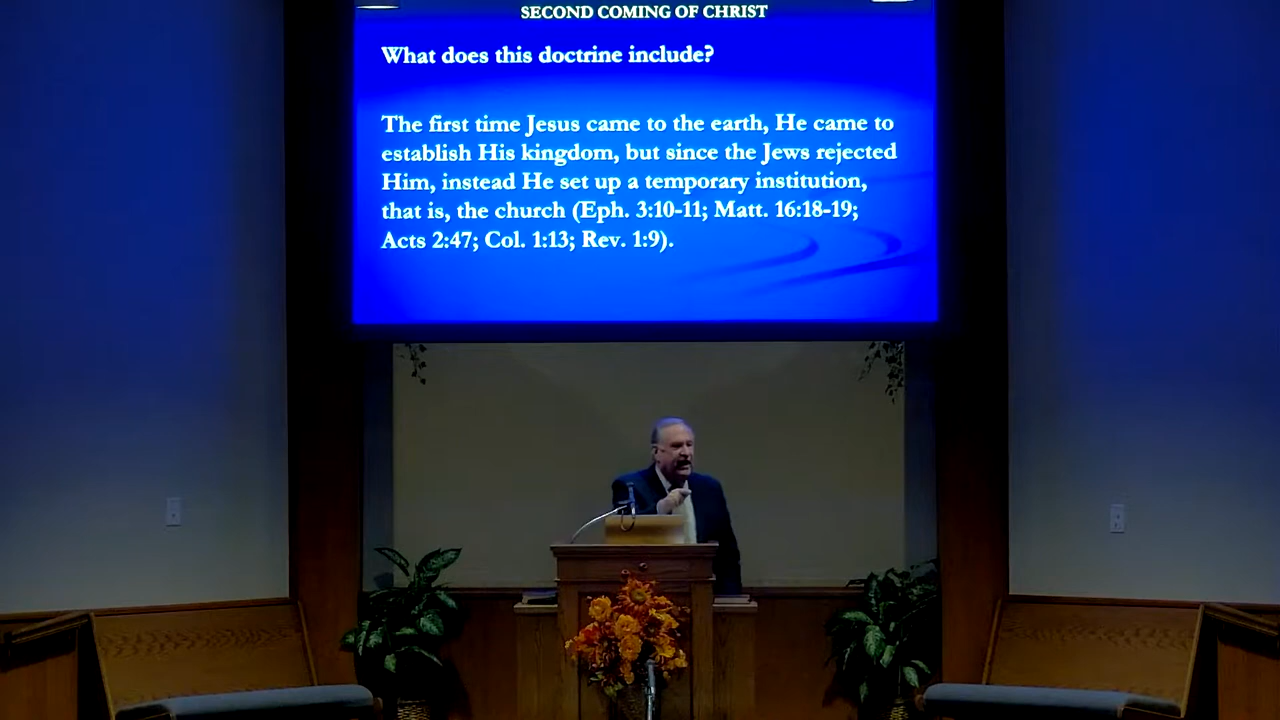 SECOND COMING OF CHRIST
What does this doctrine include?
The first time Jesus came to the earth, He came to
establish His kingdom, but since the Jews rejected
Him, instead He set up a temporary institution,
that is, the church (Eph. 3:10-11; Matt. 16:18-19;
Acts 2:47; Col. 1:13; Rev. 1:9).